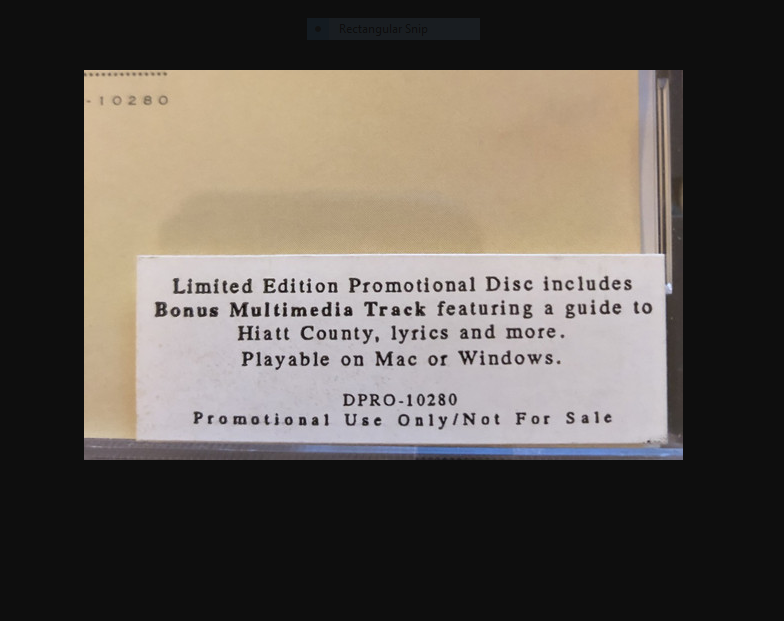 Rectangular Snip
-10280
Limited Edition Promotional Disc includes
Bonus Multimedia Track featuring a guide to
Hiatt County, lyrics and more.
Playable on Mac or Windows.
DPRO-10280
Promotional Use Only/Not For Sale